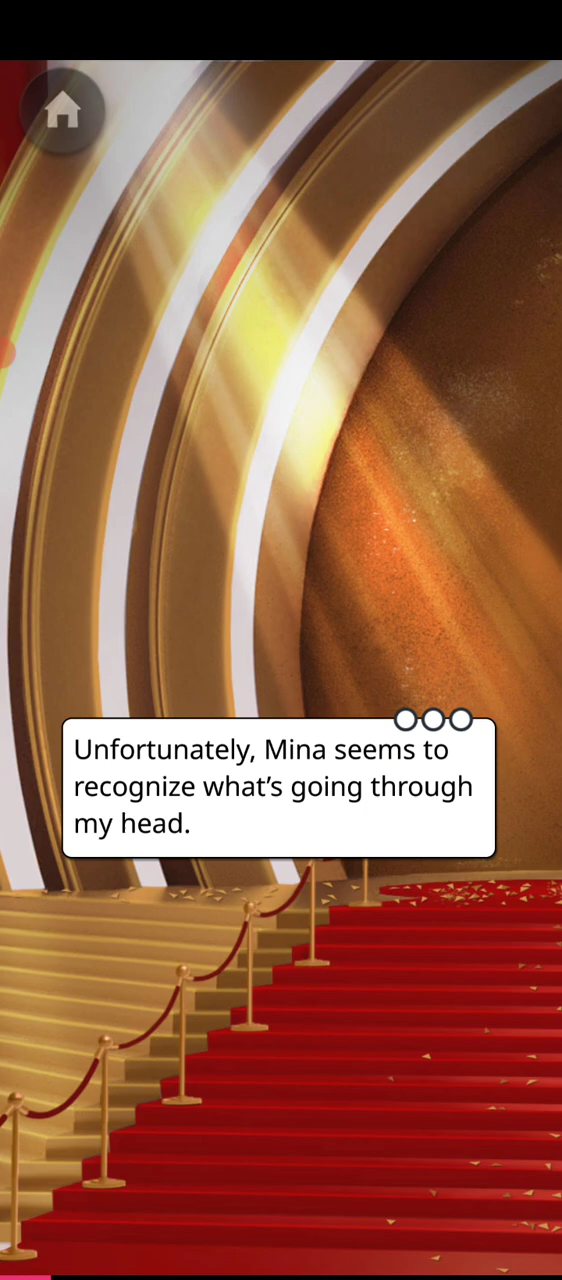 Unfortunately, Mina seems to
recognize what’s going through
my head.